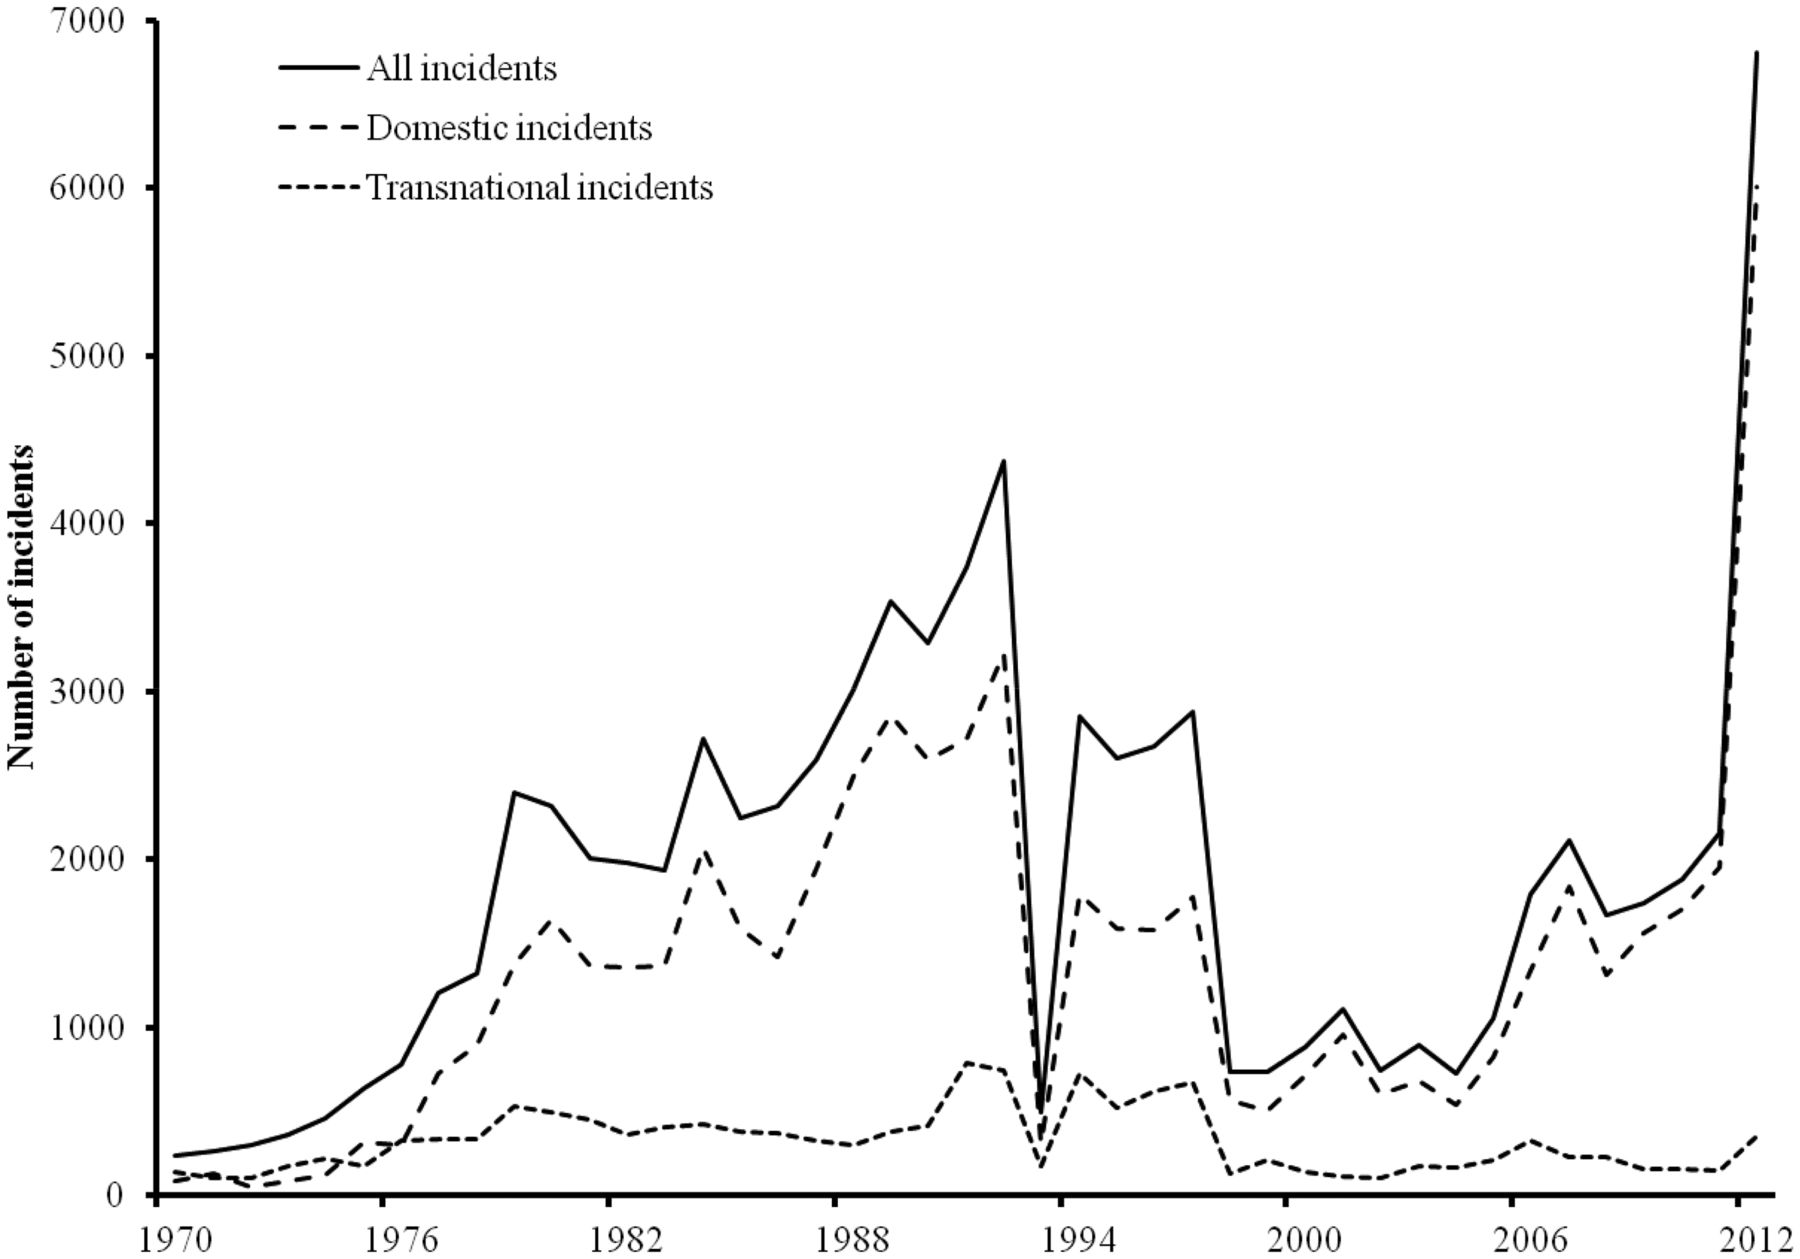 7000
6000
5000
4000
3000
2000
1000
0
Number of incidents
All incidents
Domestic incidents
Transnational incidents
1970 1976 1982 1988 1994 2000 2006 2012